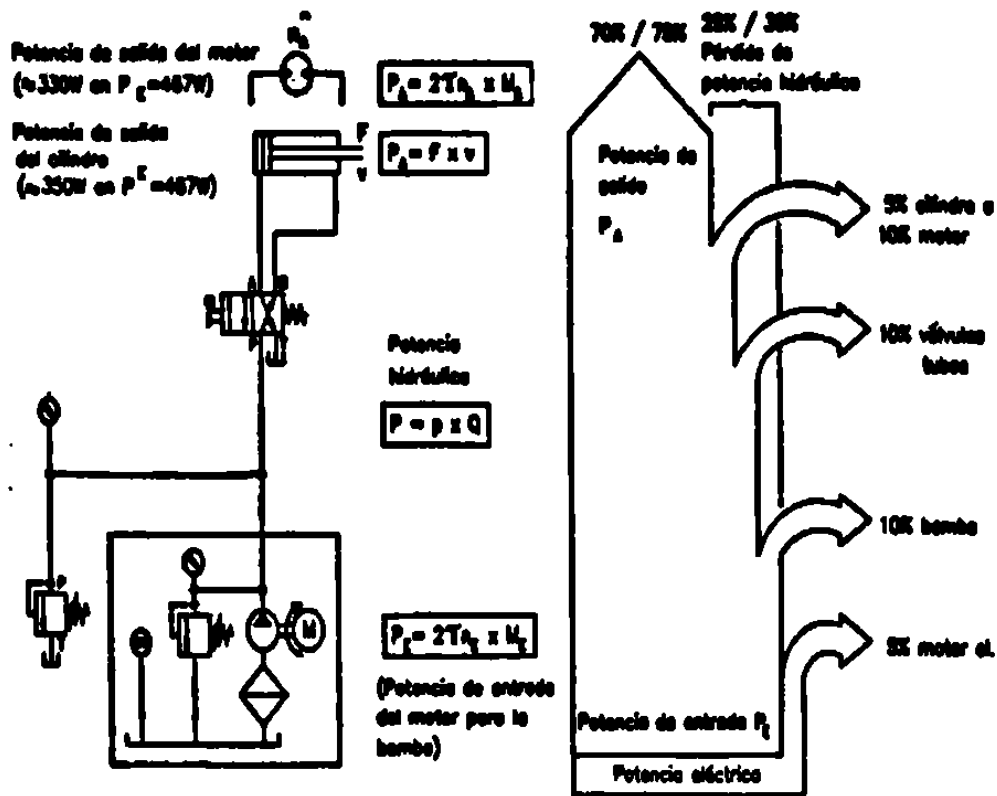 Potencia de salida del motor
(≈330W en P_E=467W)
Potencia de salida
del cilindro
(≈350W en P_E=467W)
n
P_A = 2πn_A x M_A
F
P_A = F x v
v
A B
P T
Potencia
hidráulica
P = p x Q
P
T
M
P_E = 2πn_E x M_E
(Potencia de entrada
del motor para la
bomba)
70% / 75%
Pérdida de
potencia hidráulica
Potencia de
salida
P_A
5% cilindro o
10% motor
10% válvulas
tubos
10% bomba
5% motor el.
Potencia de entrada P_E
Potencia eléctrica